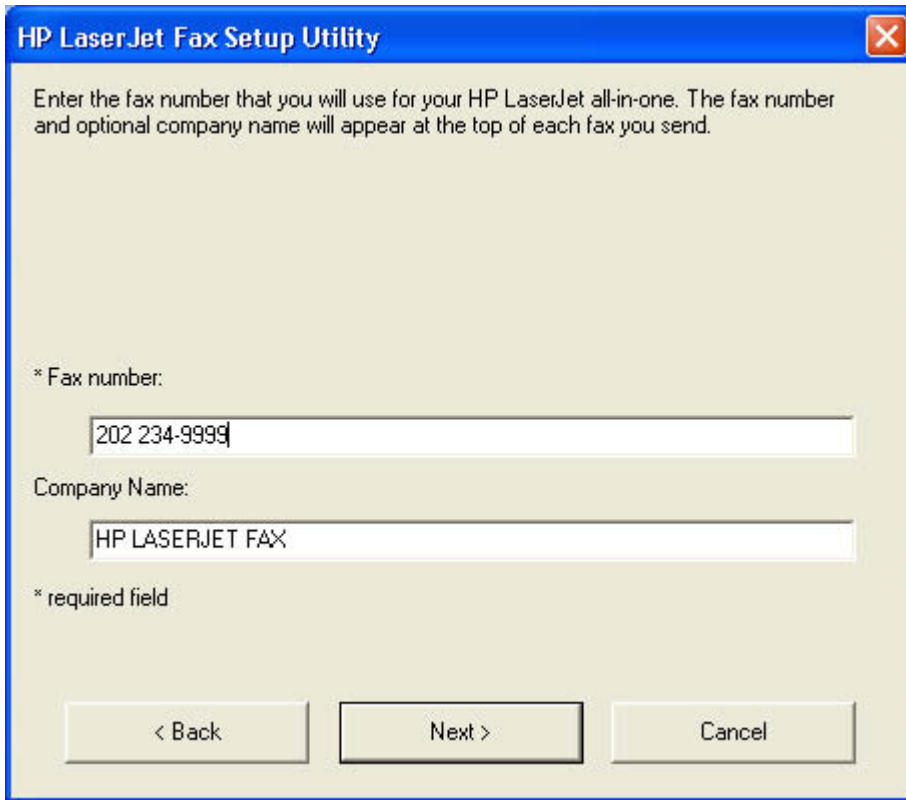 HP LaserJet Fax Setup Utility
Enter the fax number that you will use for your HP LaserJet all-in-one. The fax number
and optional company name will appear at the top of each fax you send.
* Fax number:
202 234-9999
Company Name:
HP LASERJET FAX
* required field
< Back Next > Cancel